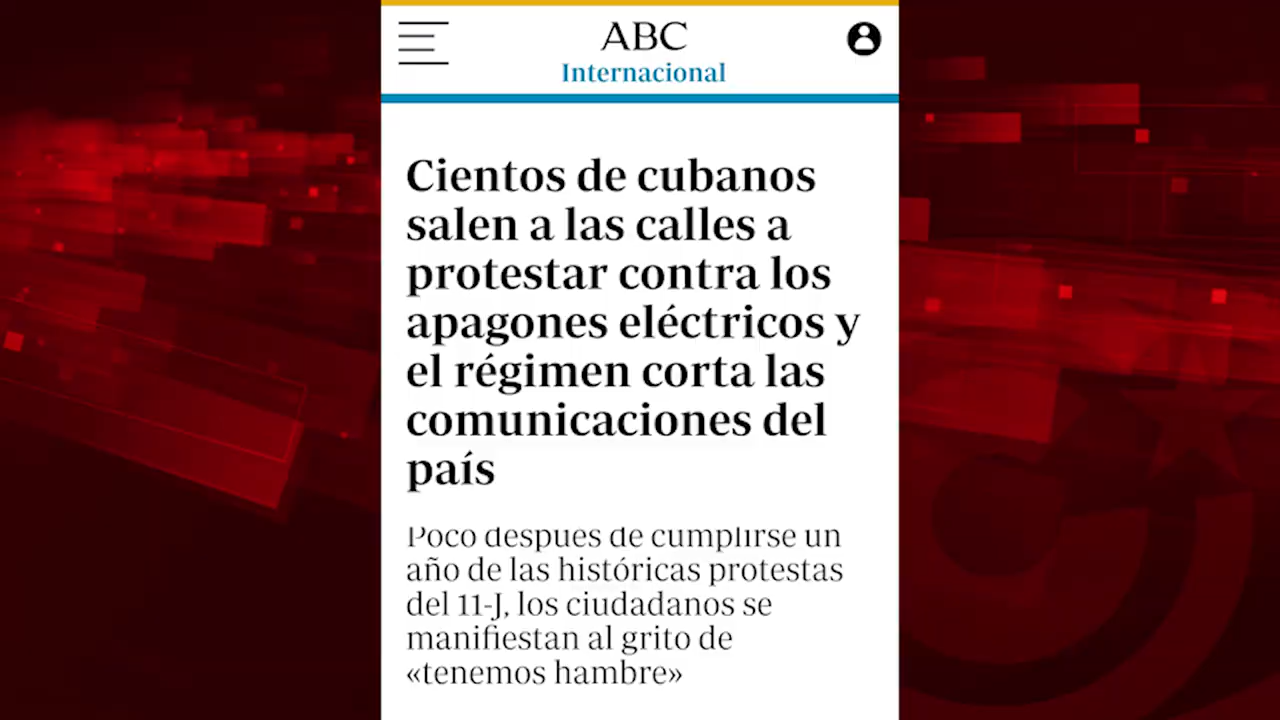 ABC
Internacional
Cientos de cubanos
salen a las calles a
protestar contra los
apagones eléctricos y
el régimen corta las
comunicaciones del
país
Poco después de cumplirse un
año de las históricas protestas
del 11-J, los ciudadanos se
manifiestan al grito de
«tenemos hambre»